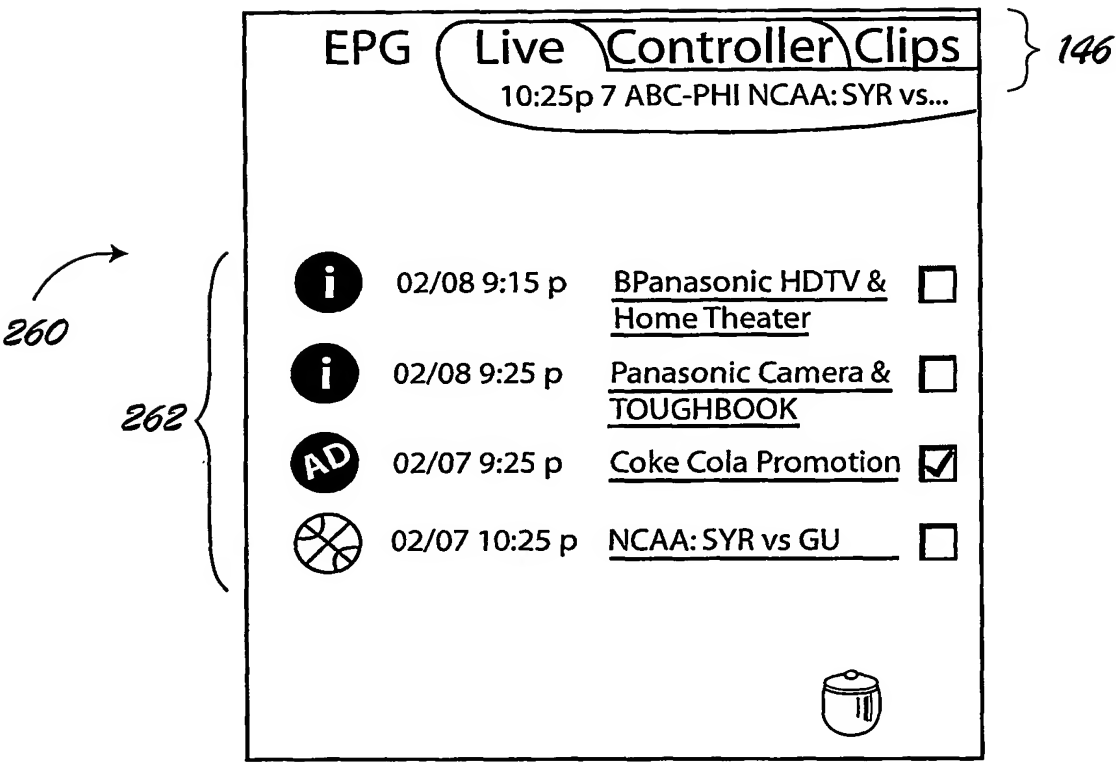 EPG Live Controller Clips
146
10:25p 7 ABC-PHI NCAA: SYR vs...
260
262
i 02/08 9:15 p BPanasonic HDTV &
Home Theater
i 02/08 9:25 p Panasonic Camera &
TOUGHBOOK
AD 02/07 9:25 p Coke Cola Promotion
02/07 10:25 p NCAA: SYR vs GU